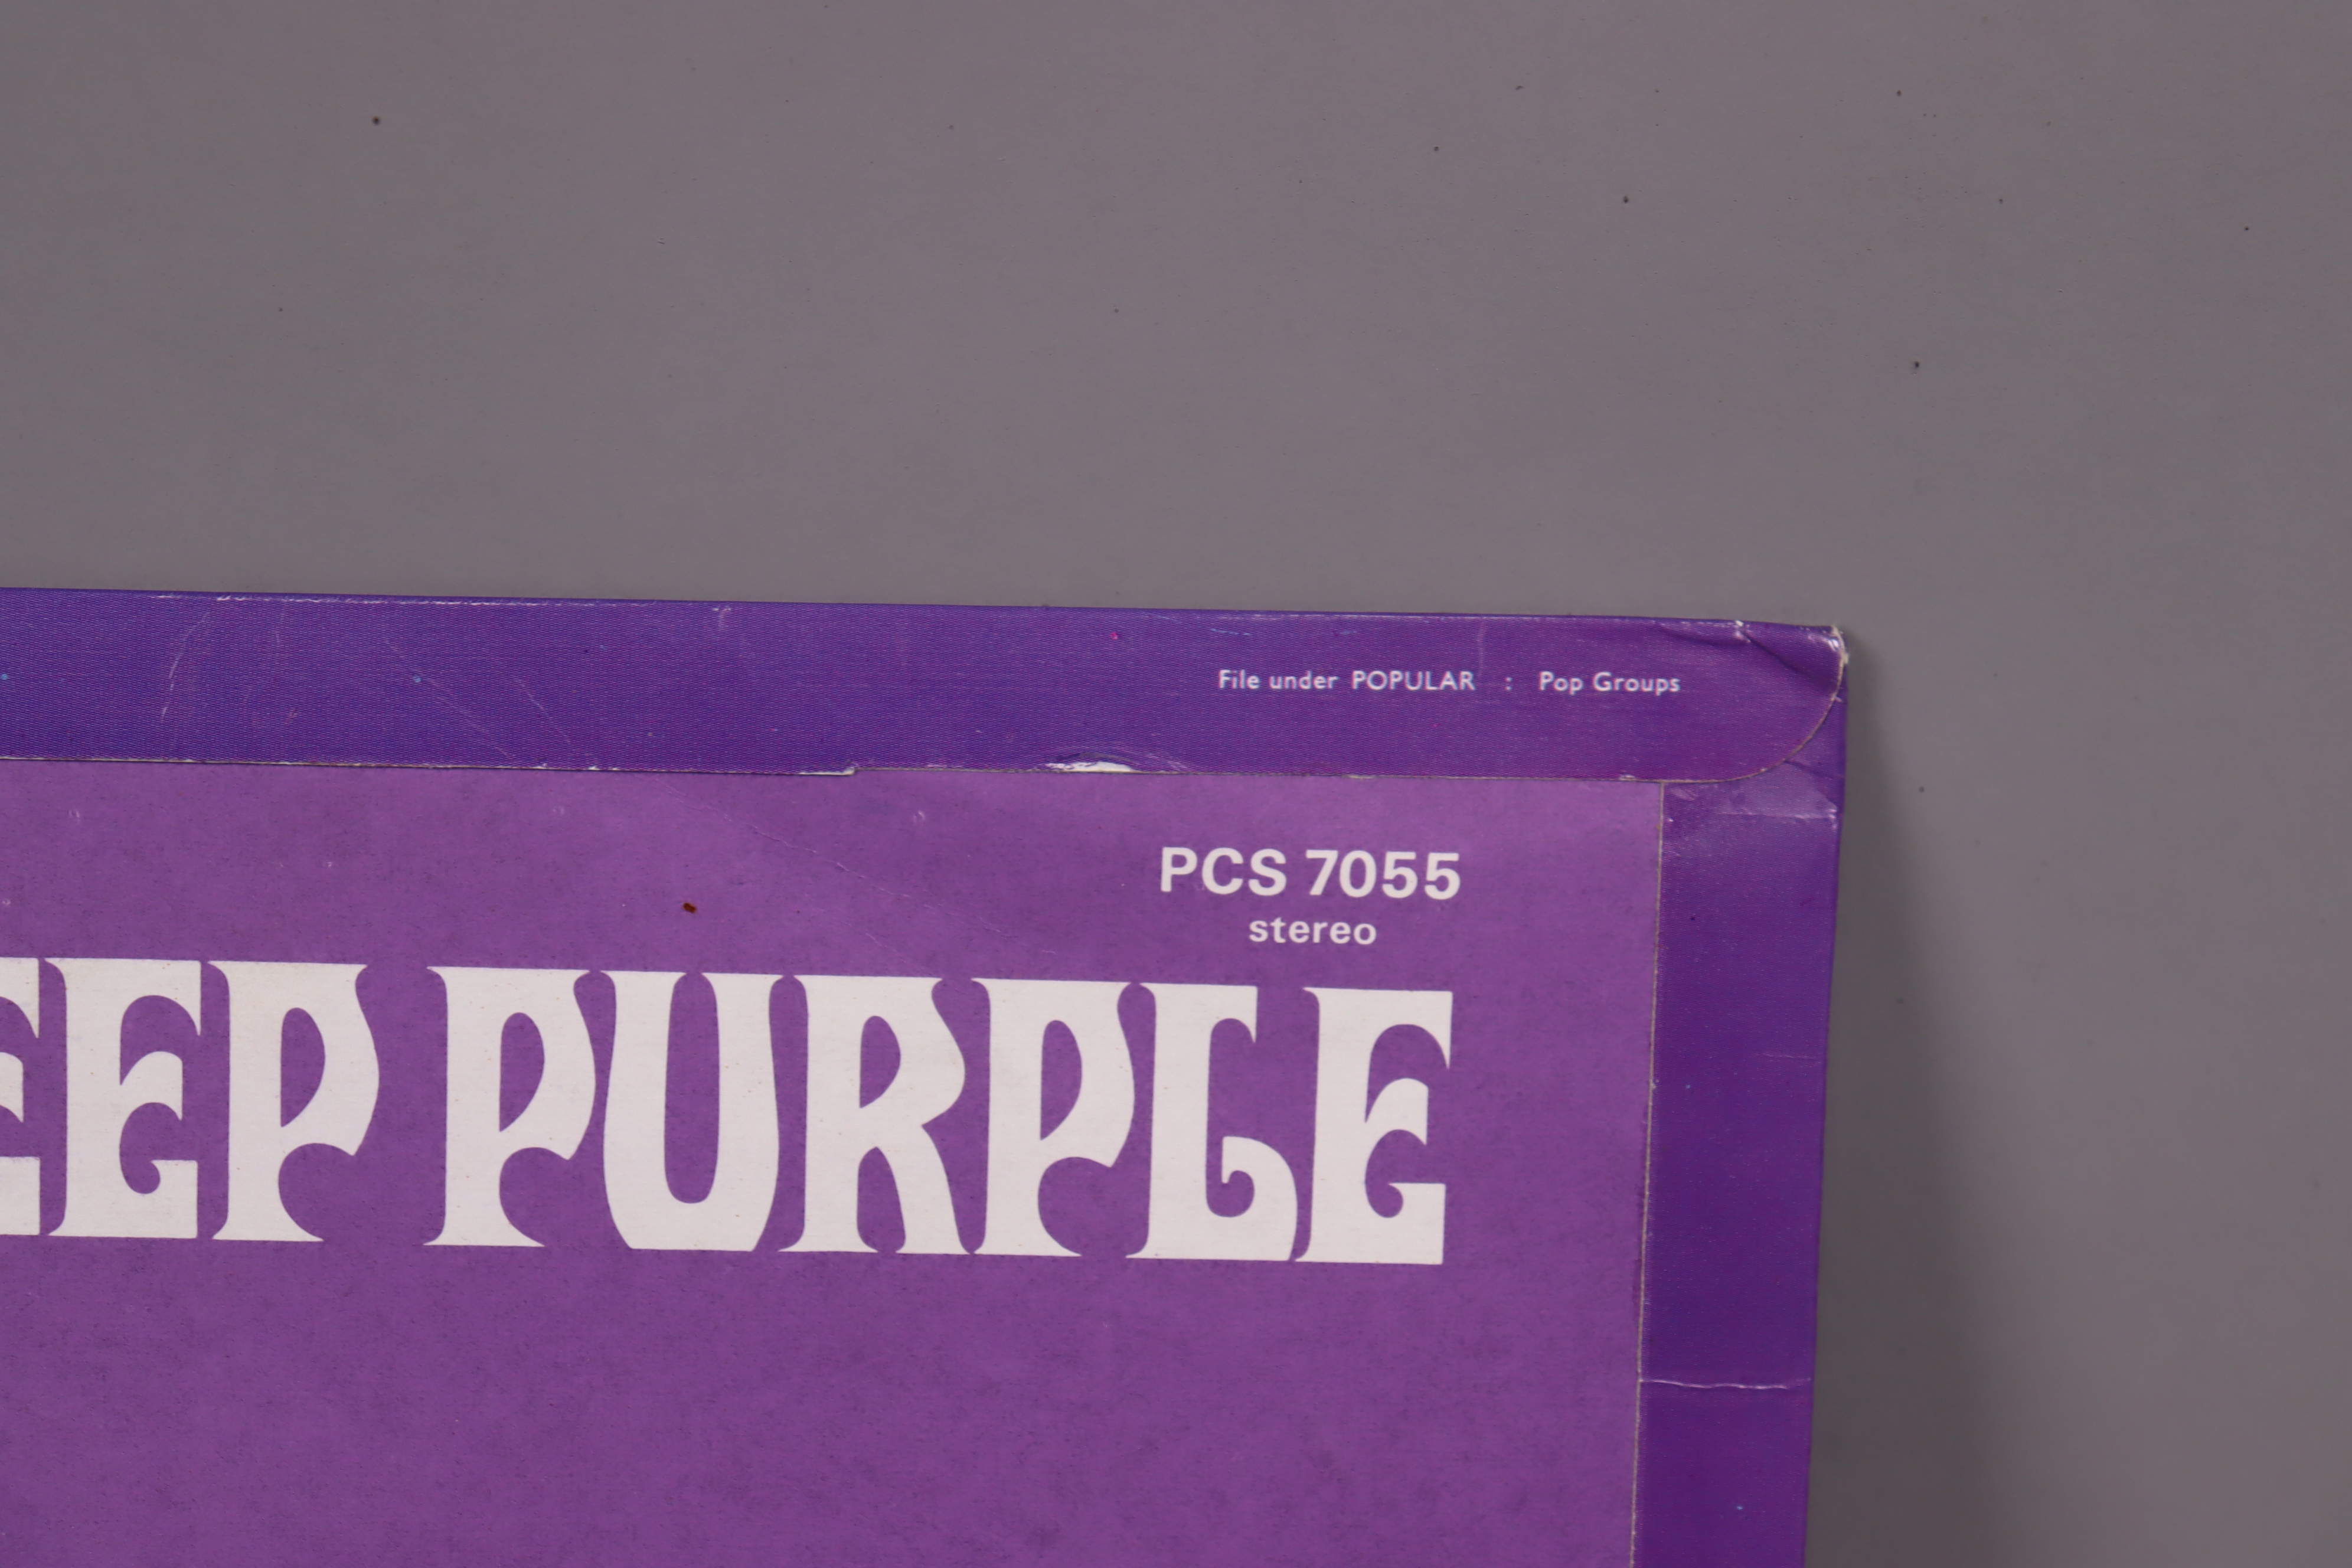 File under POPULAR : Pop Groups
PCS 7055
stereo
EEP PURPLE